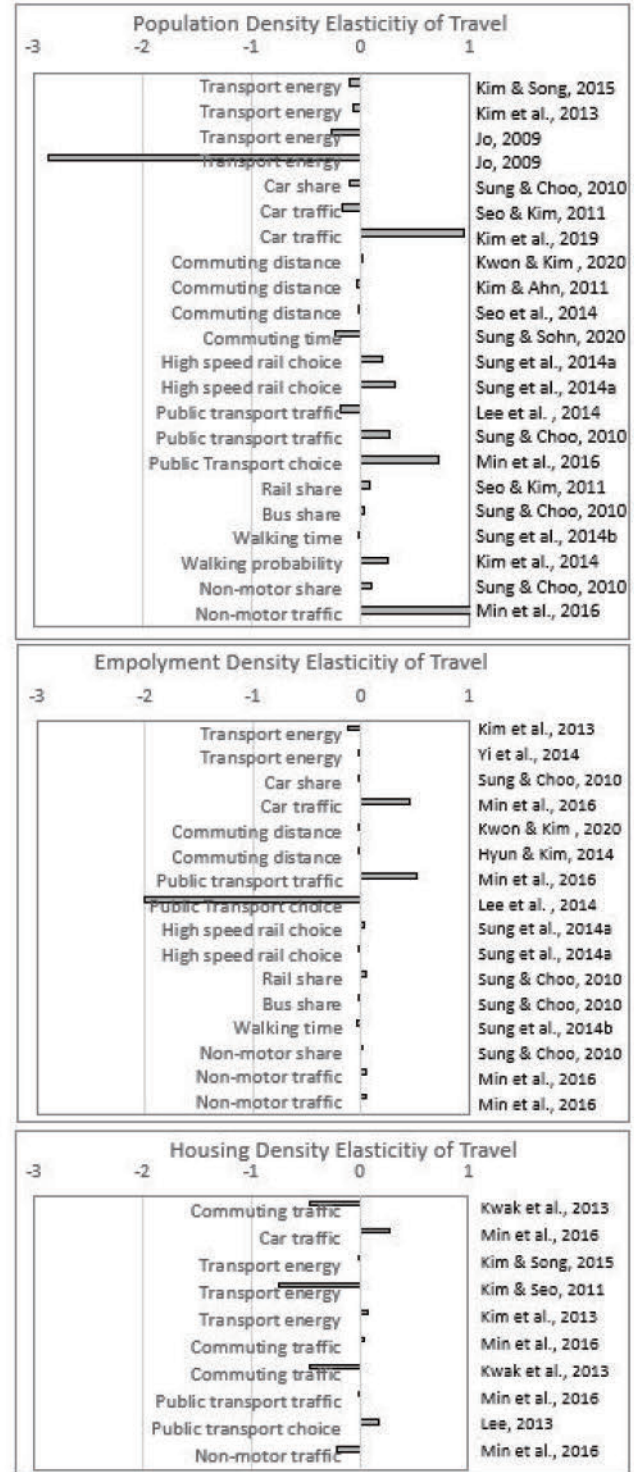 Population Density Elasticitiy of Travel
-3 -2 -1 0 1
Transport energy Kim & Song, 2015
Transport energy Kim et al., 2013
Transport energy Jo, 2009
Transport energy Jo, 2009
Car share Sung & Choo, 2010
Car traffic Seo & Kim, 2011
Car traffic Kim et al., 2019
Commuting distance Kwon & Kim , 2020
Commuting distance Kim & Ahn, 2011
Commuting distance Seo et al., 2014
Commuting time Sung & Sohn, 2020
High speed rail choice Sung et al., 2014a
High speed rail choice Sung et al., 2014a
Public transport traffic Lee et al. , 2014
Public transport traffic Sung & Choo, 2010
Public Transport choice Min et al., 2016
Rail share Seo & Kim, 2011
Bus share Sung & Choo, 2010
Walking time Sung et al., 2014b
Walking probability Kim et al., 2014
Non-motor share Sung & Choo, 2010
Non-motor traffic Min et al., 2016
Empolyment Density Elasticitiy of Travel
-3 -2 -1 0 1
Transport energy Kim et al., 2013
Transport energy Yi et al., 2014
Car share Sung & Choo, 2010
Car traffic Min et al., 2016
Commuting distance Kwon & Kim , 2020
Commuting distance Hyun & Kim, 2014
Public transport traffic Min et al., 2016
Public Transport choice Lee et al. , 2014
High speed rail choice Sung et al., 2014a
High speed rail choice Sung et al., 2014a
Rail share Sung & Choo, 2010
Bus share Sung & Choo, 2010
Walking time Sung et al., 2014b
Non-motor share Sung & Choo, 2010
Non-motor traffic Min et al., 2016
Non-motor traffic Min et al., 2016
Housing Density Elasticitiy of Travel
-3 -2 -1 0 1
Commuting traffic Kwak et al., 2013
Car traffic Min et al., 2016
Transport energy Kim & Song, 2015
Transport energy Kim & Seo, 2011
Transport energy Kim et al., 2013
Commuting traffic Min et al., 2016
Commuting traffic Kwak et al., 2013
Public transport traffic Min et al., 2016
Public transport choice Lee, 2013
Non-motor traffic Min et al., 2016